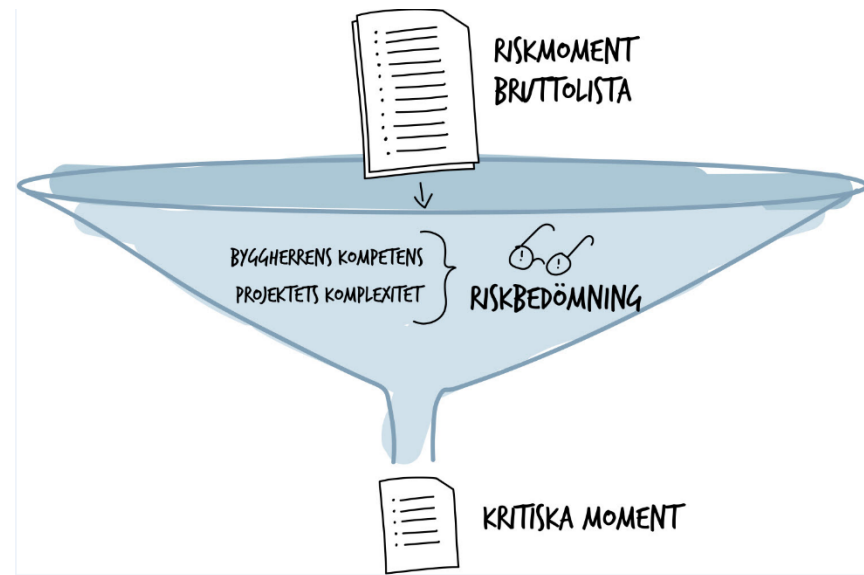 RISKMOMENT
BRUTTOLISTA
BYGGHERRENS KOMPETENS
PROJEKTETS KOMPLEXITET
RISKBEDÖMNING
KRITISKA MOMENT